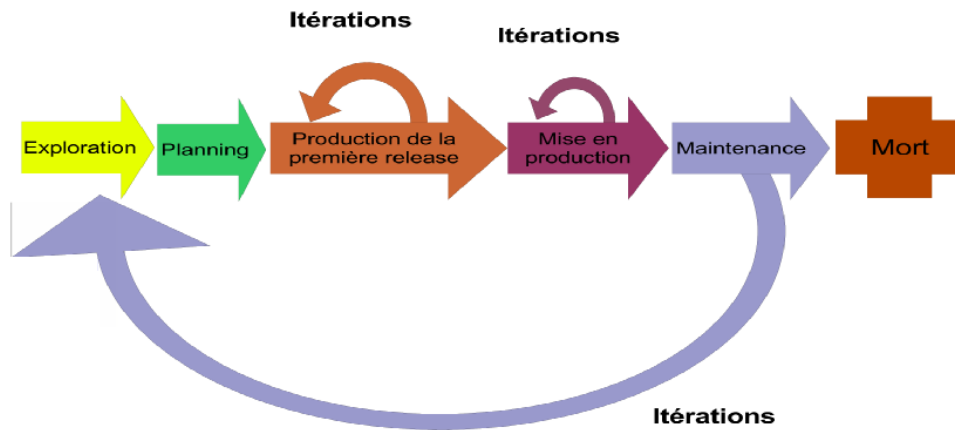 Itérations
Itérations
Exploration
Planning
Production de la
première release
Mise en
production
Maintenance
Mort
Itérations